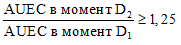 AUEC в момент D₂
AUEC в момент D₁
≥ 1, 25